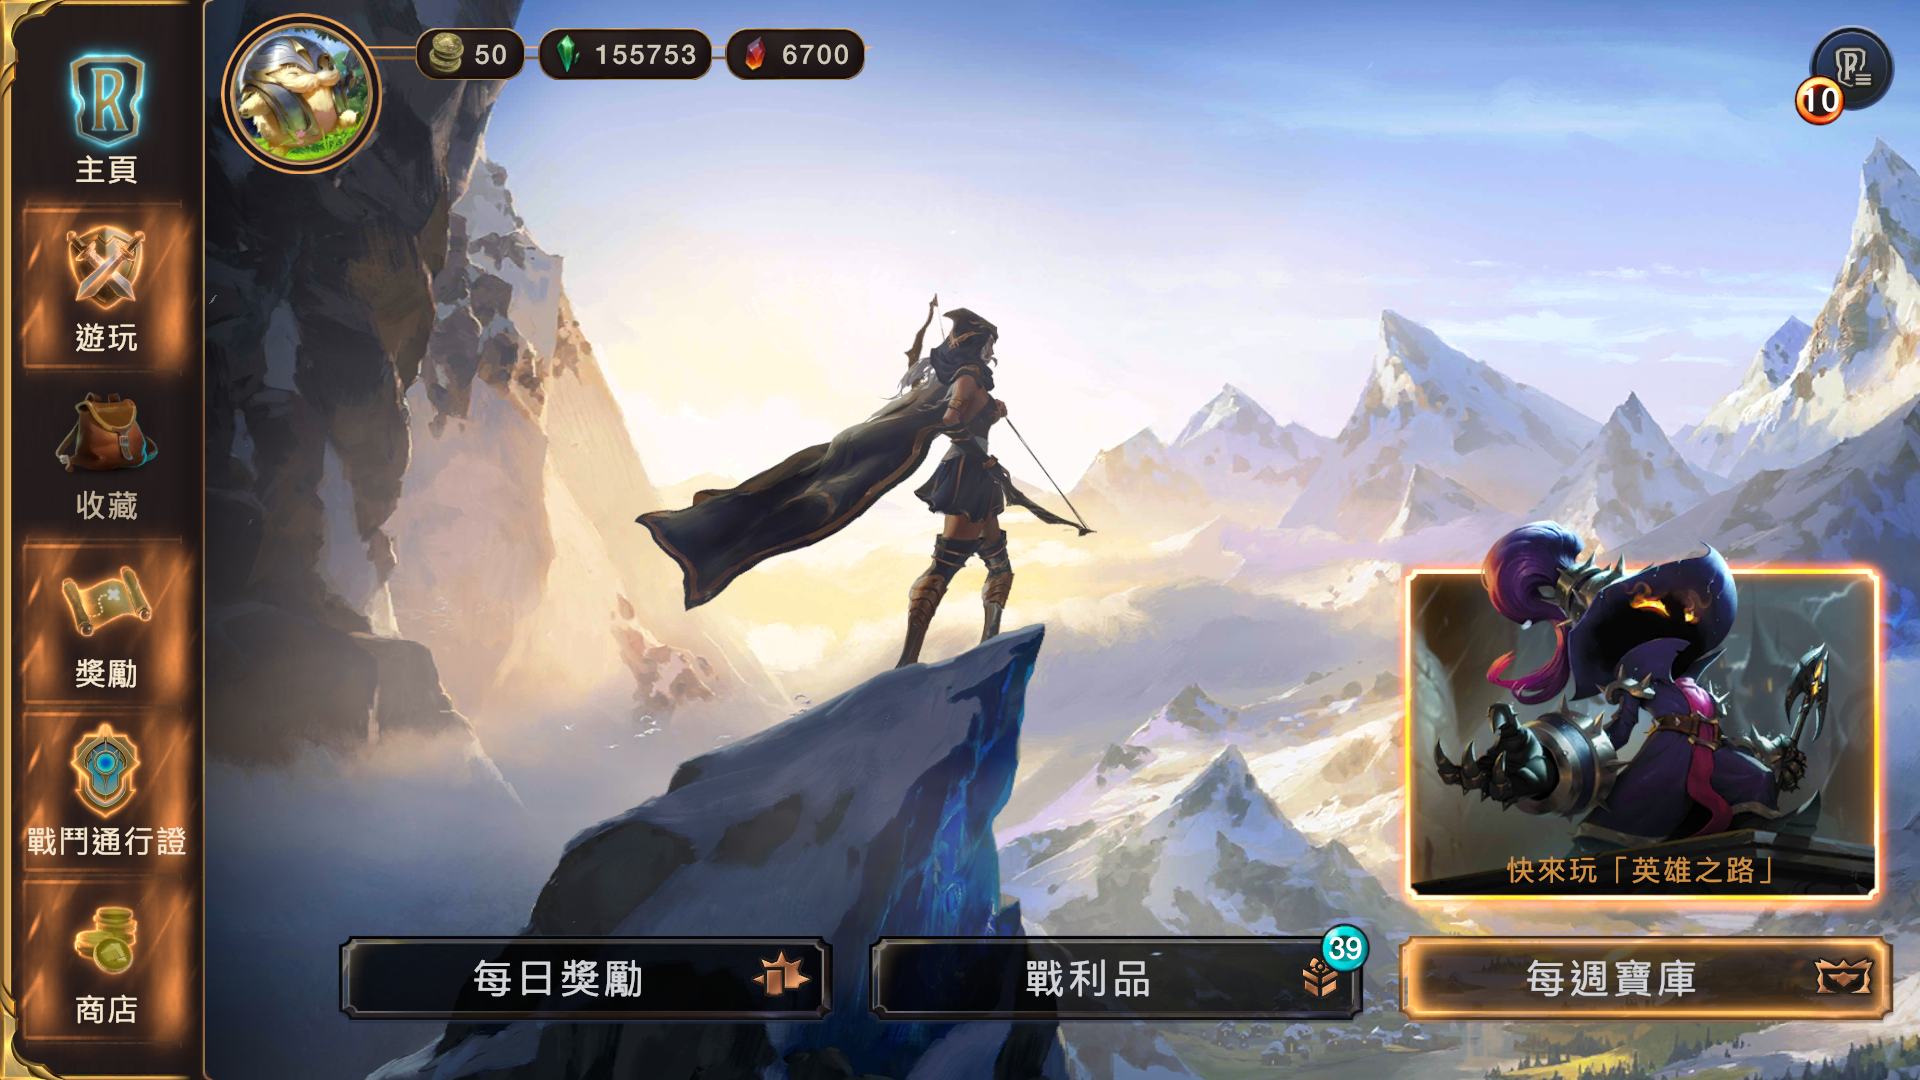 50
155753
6700
10
主頁
遊玩
收藏
獎勵
戰鬥通行證
商店
快來玩「英雄之路」
每日獎勵
戰利品
39
每週寶庫